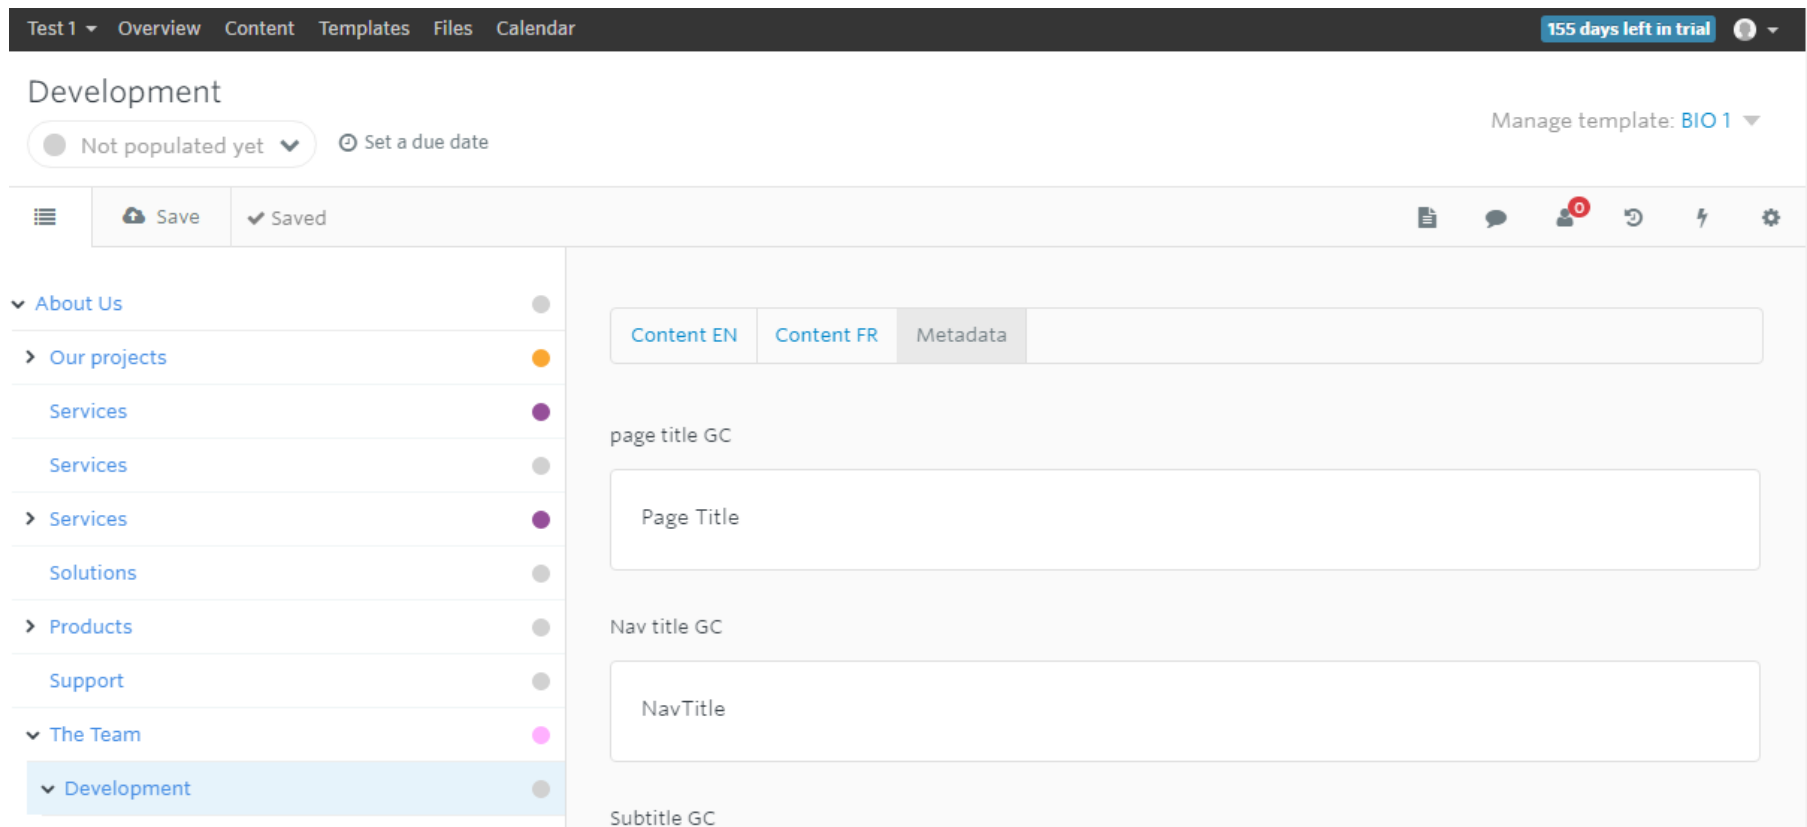 Test 1 Overview Content Templates Files Calendar 155 days left in trial
Development
Manage template: BIO 1
Not populated yet Set a due date
Save Saved 0
About Us
Our projects
Services
Services
Services
Solutions
Products
Support
The Team
Development
Content EN Content FR Metadata
page title GC
Page Title
Nav title GC
NavTitle
Subtitle GC